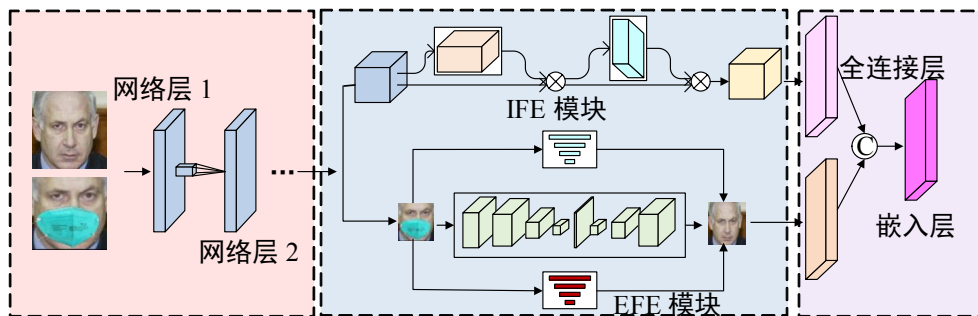 网络层 1
网络层 2
...
IFE 模块
EFE 模块
全连接层
C
嵌入层